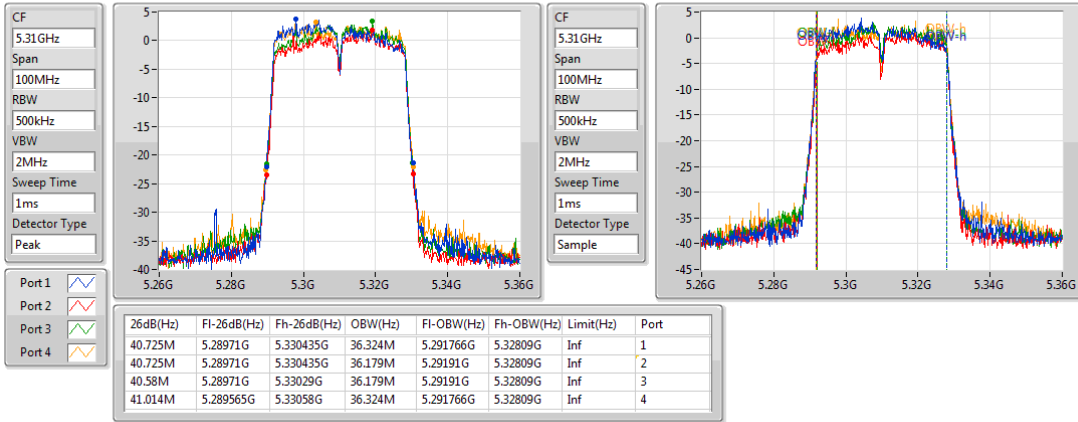 CF
5.31GHz
Span
100MHz
RBW
500kHz
VBW
2MHz
Sweep Time
1ms
Detector Type
Peak
5
0
-5
-10
-15
-20
-25
-30
-35
-40
5.26G 5.28G 5.3G 5.32G 5.34G 5.36G
CF
5.31GHz
Span
100MHz
RBW
500kHz
VBW
2MHz
Sweep Time
1ms
Detector Type
Sample
5
0
-5
-10
-15
-20
-25
-30
-35
-40
-45
5.26G 5.28G 5.3G 5.32G 5.34G 5.36G
Port 1
Port 2
Port 3
Port 4
26dB(Hz) Fl-26dB(Hz) Fh-26dB(Hz) OBW(Hz) Fl-OBW(Hz) Fh-OBW(Hz) Limit(Hz) Port
40.725M 5.28971G 5.330435G 36.324M 5.291766G 5.32809G Inf 1
40.725M 5.28971G 5.330435G 36.179M 5.29191G 5.32809G Inf 2
40.58M 5.28971G 5.33029G 36.179M 5.29191G 5.32809G Inf 3
41.014M 5.289565G 5.33058G 36.324M 5.291766G 5.32809G Inf 4